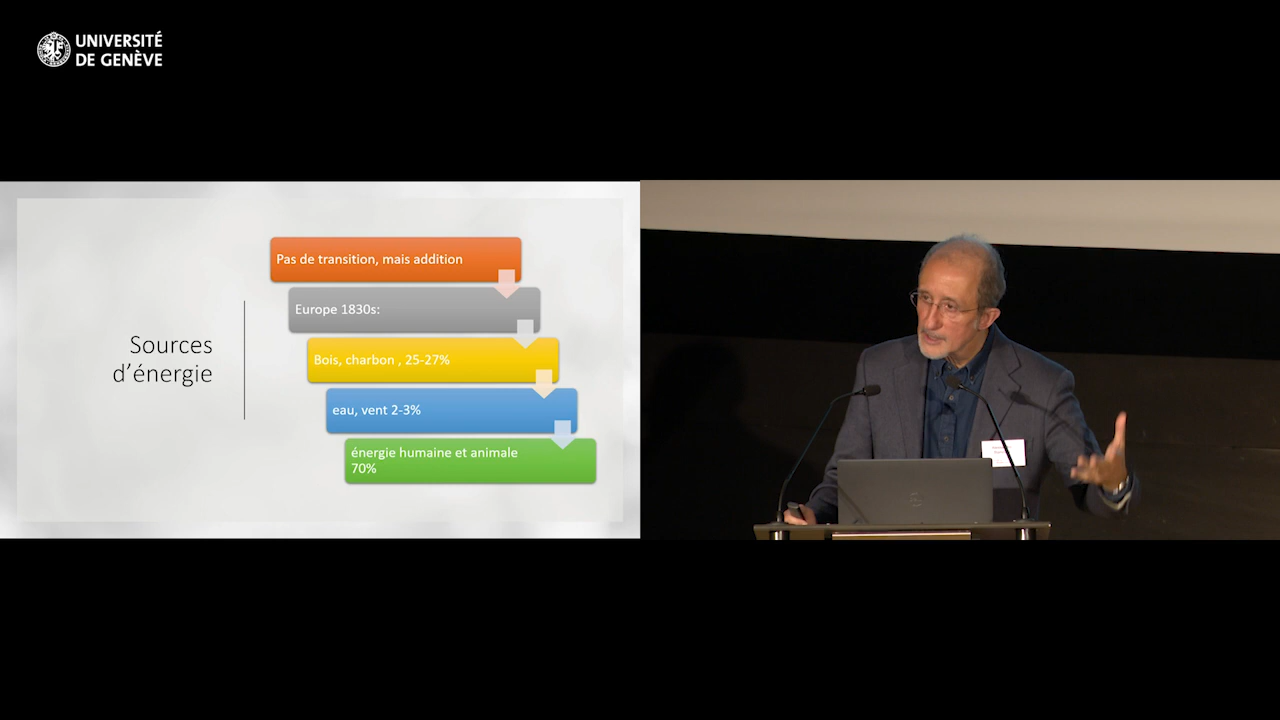 UNIVERSITÉ
DE GENÈVE
Sources
d'énergie
Pas de transition, mais addition
Europe 1830s:
Bois, charbon , 25-27%
eau, vent 2-3%
énergie humaine et animale
70%